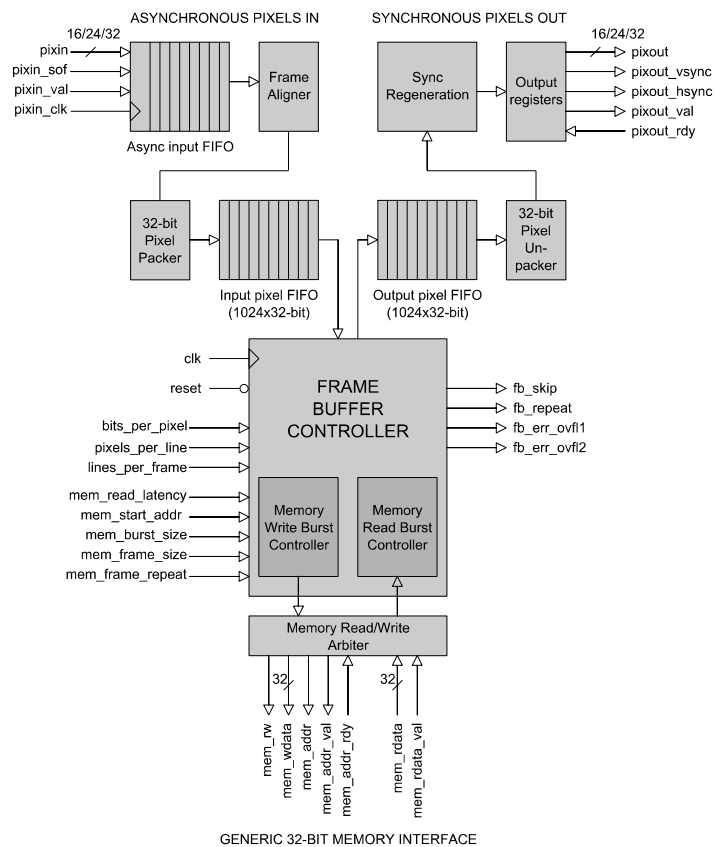 ASYNCHRONOUS PIXELS IN
SYNCHRONOUS PIXELS OUT
16/24/32
pixin
pixin_sof
pixin_val
pixin_clk
Async input FIFO
Frame
Aligner
Sync
Regeneration
Output
registers
16/24/32
pixout
pixout_vsync
pixout_hsync
pixout_val
pixout_rdy
32-bit
Pixel
Packer
Input pixel FIFO
(1024x32-bit)
Output pixel FIFO
(1024x32-bit)
32-bit
Pixel
Un-
packer
clk
reset
bits_per_pixel
pixels_per_line
lines_per_frame
mem_read_latency
mem_start_addr
mem_burst_size
mem_frame_size
mem_frame_repeat
FRAME
BUFFER
CONTROLLER
fb_skip
fb_repeat
fb_err_ovfl1
fb_err_ovfl2
Memory
Write Burst
Controller
Memory
Read Burst
Controller
Memory Read/Write
Arbiter
32
32
mem_rw
mem_wdata
mem_addr
mem_addr_val
mem_addr_rdy
mem_rdata
mem_rdata_val
GENERIC 32-BIT MEMORY INTERFACE